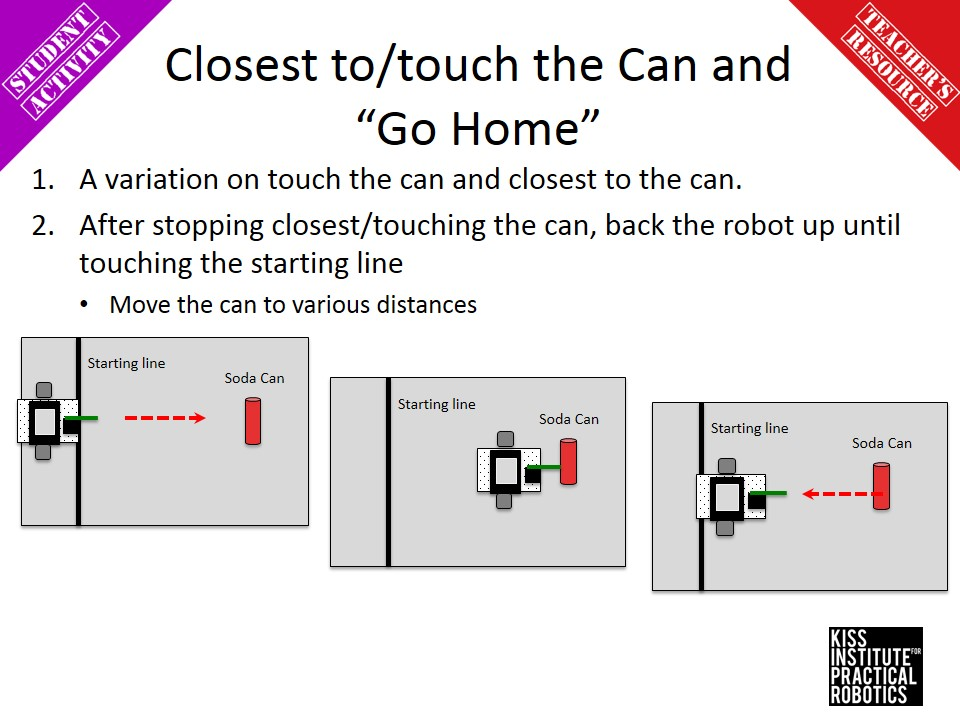 STUDENT
ACTIVITY
TEACHER'S
RESOURCE
Closest to/touch the Can and
“Go Home”
1. A variation on touch the can and closest to the can.
2. After stopping closest/touching the can, back the robot up until
touching the starting line
• Move the can to various distances
Starting line
Soda Can
Starting line
Soda Can
Starting line
Soda Can
KISS
INSTITUTE FOR
PRACTICAL
ROBOTICS